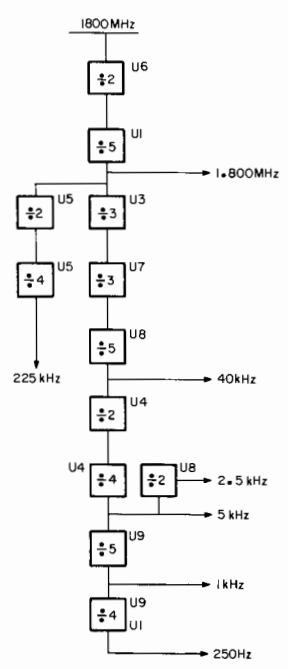 1800MHz
÷2 U6
÷5 U1
1.800MHz
÷2 U5 ÷3 U3
÷4 U5 ÷3 U7
÷5 U8
225kHz 40kHz
÷2 U4
U4 ÷4 ÷2 U8 2.5kHz
5kHz
÷5 U9
1kHz
÷4 U9
U1
250Hz